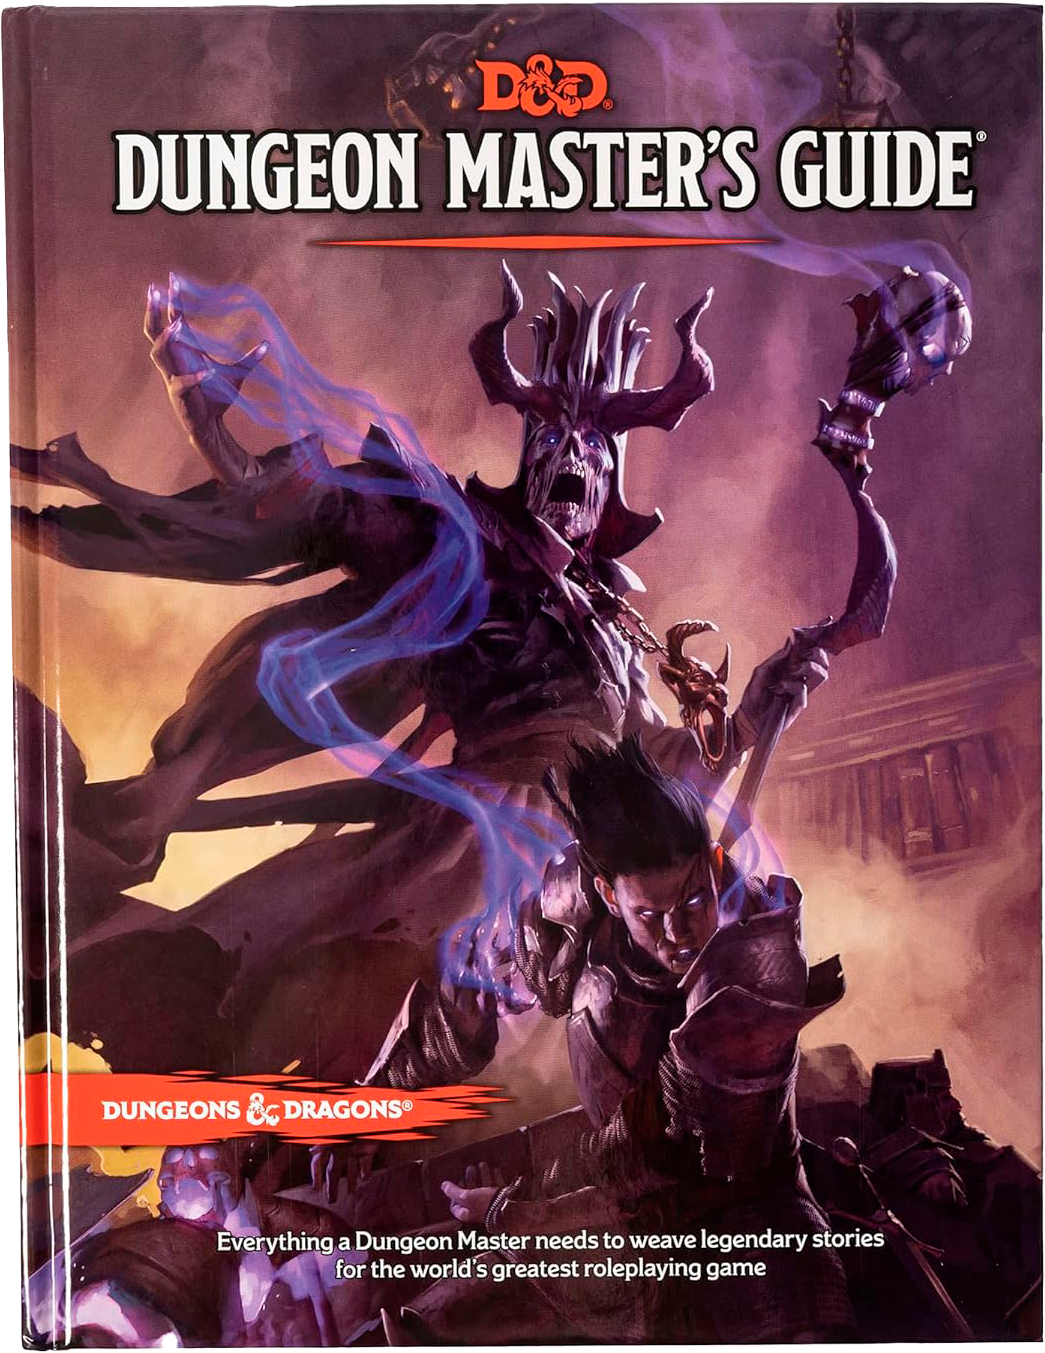 D&D®
DUNGEON MASTER'S GUIDE®
DUNGEONS & DRAGONS®
Everything a Dungeon Master needs to weave legendary stories
for the world's greatest roleplaying game